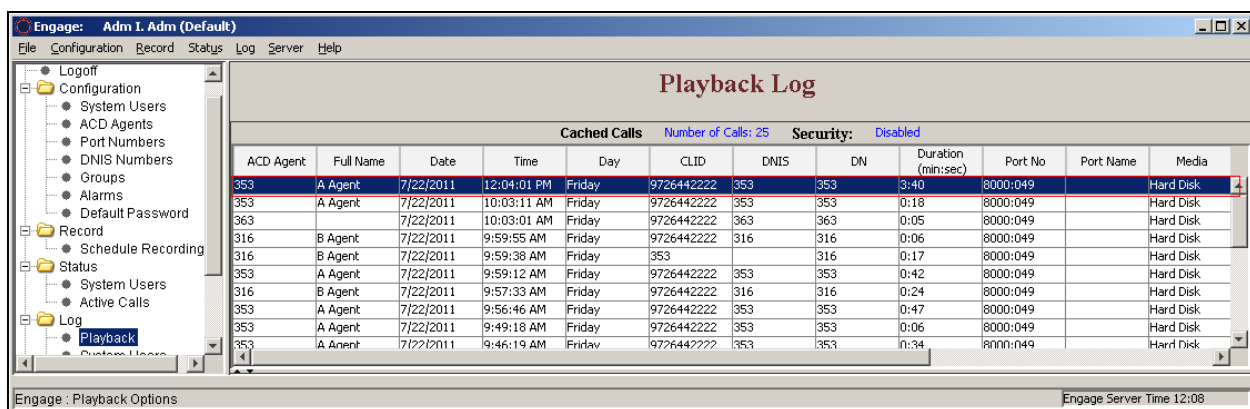 Engage: Adm I. Adm (Default)
File Configuration Record Status Log Server Help
Logoff
Configuration
System Users
ACD Agents
Port Numbers
DNIS Numbers
Groups
Alarms
Default Password
Record
Schedule Recording
Status
System Users
Active Calls
Log
Playback
System Users
Playback Log
Cached Calls Number of Calls: 25 Security: Disabled
ACD Agent Full Name Date Time Day CLID DNIS DN Duration (min:sec) Port No Port Name Media
353 A Agent 7/22/2011 12:04:01 PM Friday 9726442222 353 353 3:40 8000:049 Hard Disk
353 A Agent 7/22/2011 10:03:11 AM Friday 9726442222 353 353 0:18 8000:049 Hard Disk
363 7/22/2011 10:03:01 AM Friday 9726442222 363 363 0:05 8000:049 Hard Disk
316 B Agent 7/22/2011 9:59:55 AM Friday 9726442222 316 316 0:06 8000:049 Hard Disk
316 B Agent 7/22/2011 9:59:38 AM Friday 353 316 0:17 8000:049 Hard Disk
353 A Agent 7/22/2011 9:59:12 AM Friday 9726442222 353 353 0:42 8000:049 Hard Disk
316 B Agent 7/22/2011 9:57:33 AM Friday 9726442222 316 316 0:24 8000:049 Hard Disk
353 A Agent 7/22/2011 9:56:46 AM Friday 9726442222 353 353 0:47 8000:049 Hard Disk
353 A Agent 7/22/2011 9:49:18 AM Friday 9726442222 353 353 0:06 8000:049 Hard Disk
353 A Agent 7/22/2011 9:46:19 AM Friday 9726442222 353 353 0:34 8000:049 Hard Disk
Engage : Playback Options
Engage Server Time 12:08